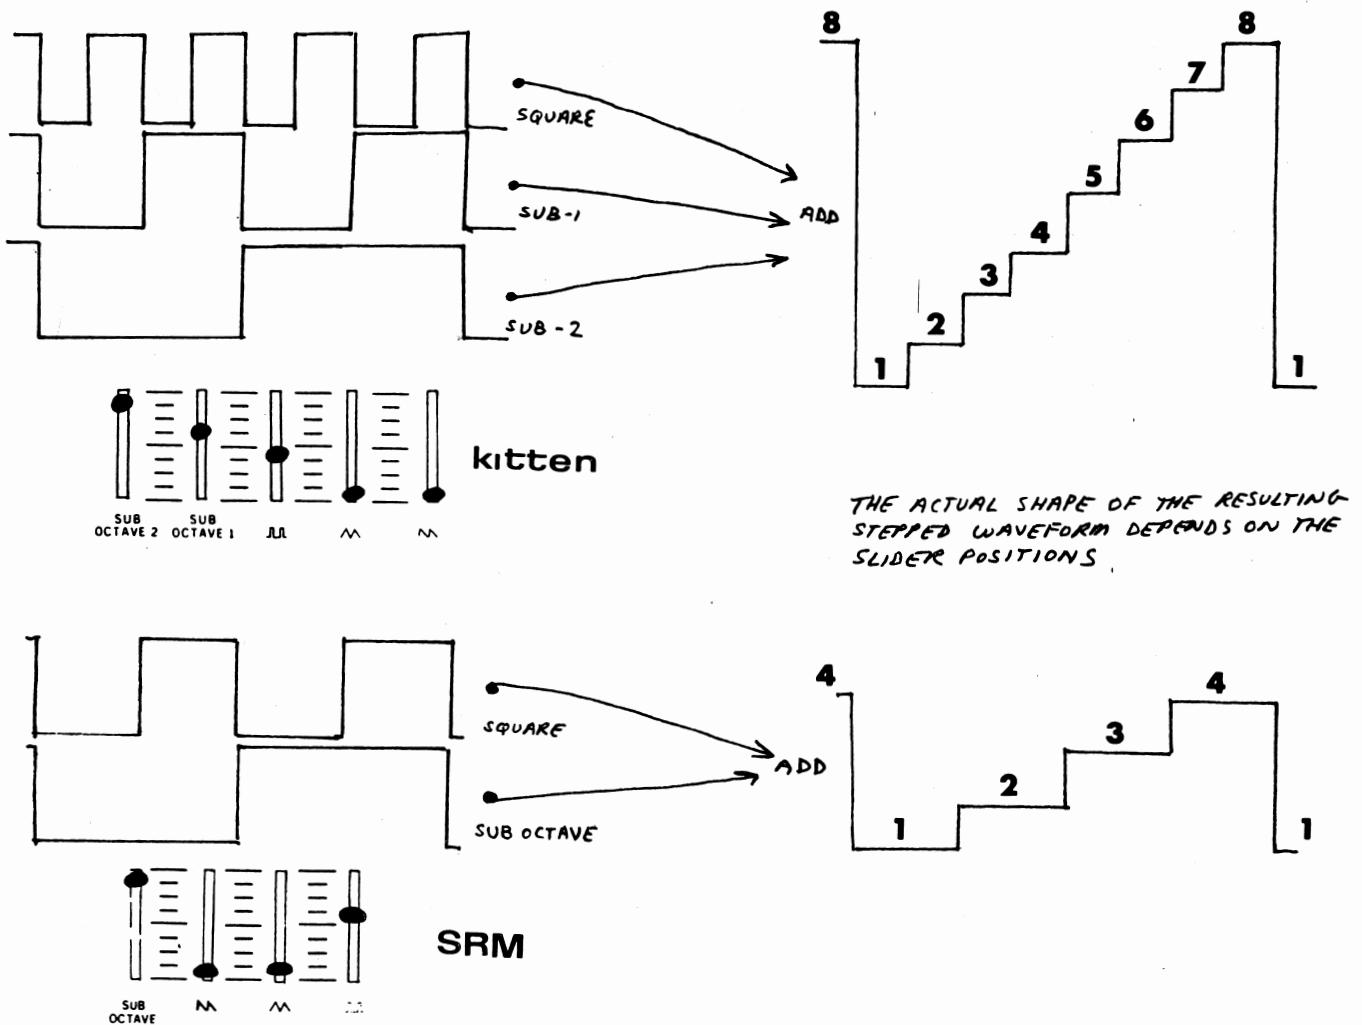 8
8
7
6
5
4
3
2
1
1
SQUARE
SUB-1
ADD
SUB-2
kitten
SUB OCTAVE 2
SUB OCTAVE 1
THE ACTUAL SHAPE OF THE RESULTING
STEPPED WAVEFORM DEPENDS ON THE
SLIDER POSITIONS
4
4
3
2
1
1
SQUARE
ADD
SUB OCTAVE
SRM
SUB
OCTAVE